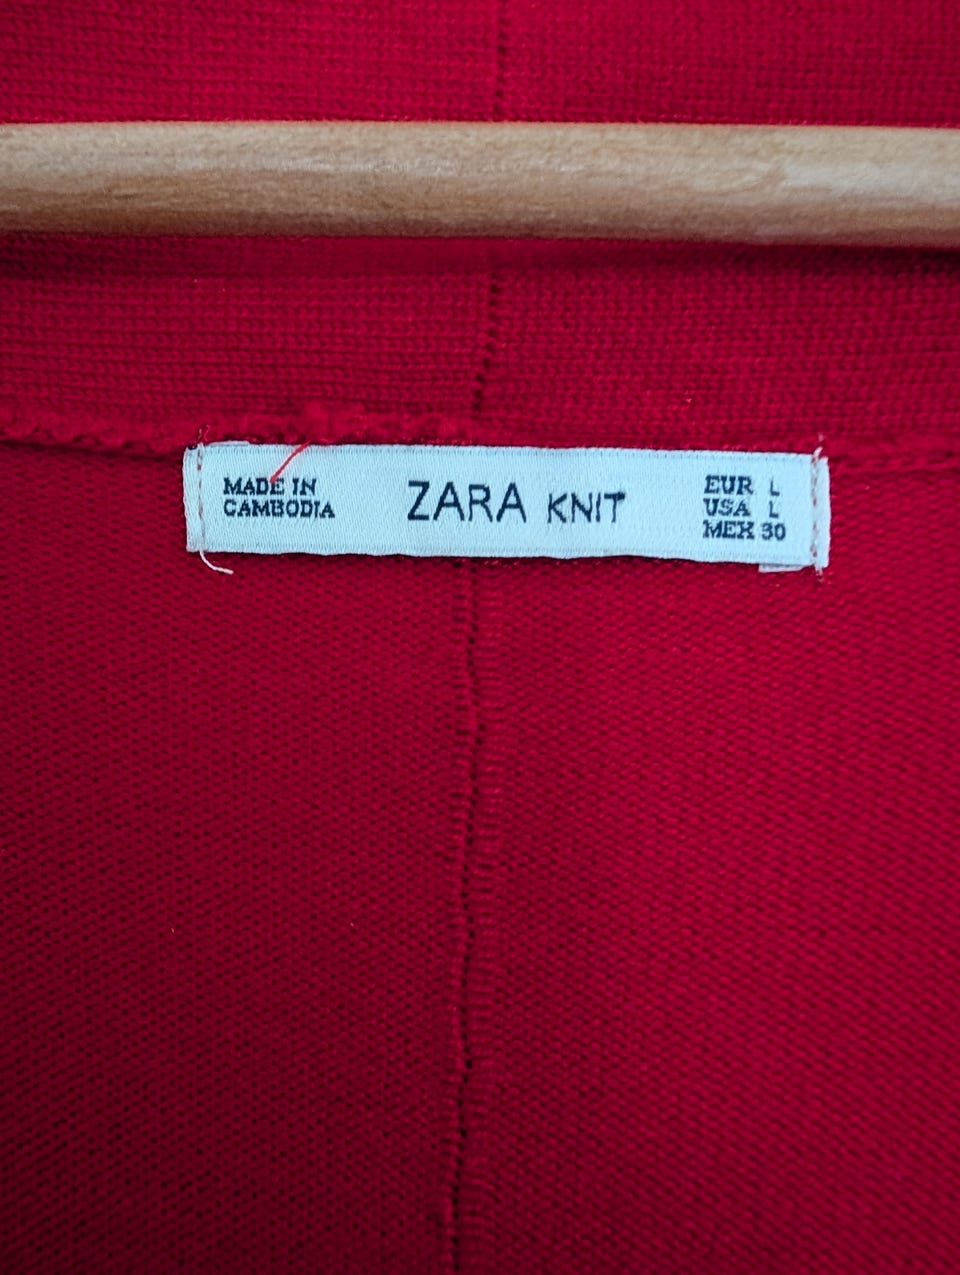 MADE IN
CAMBODIA
ZARA KNIT
EUR L
USA L
MEX 30